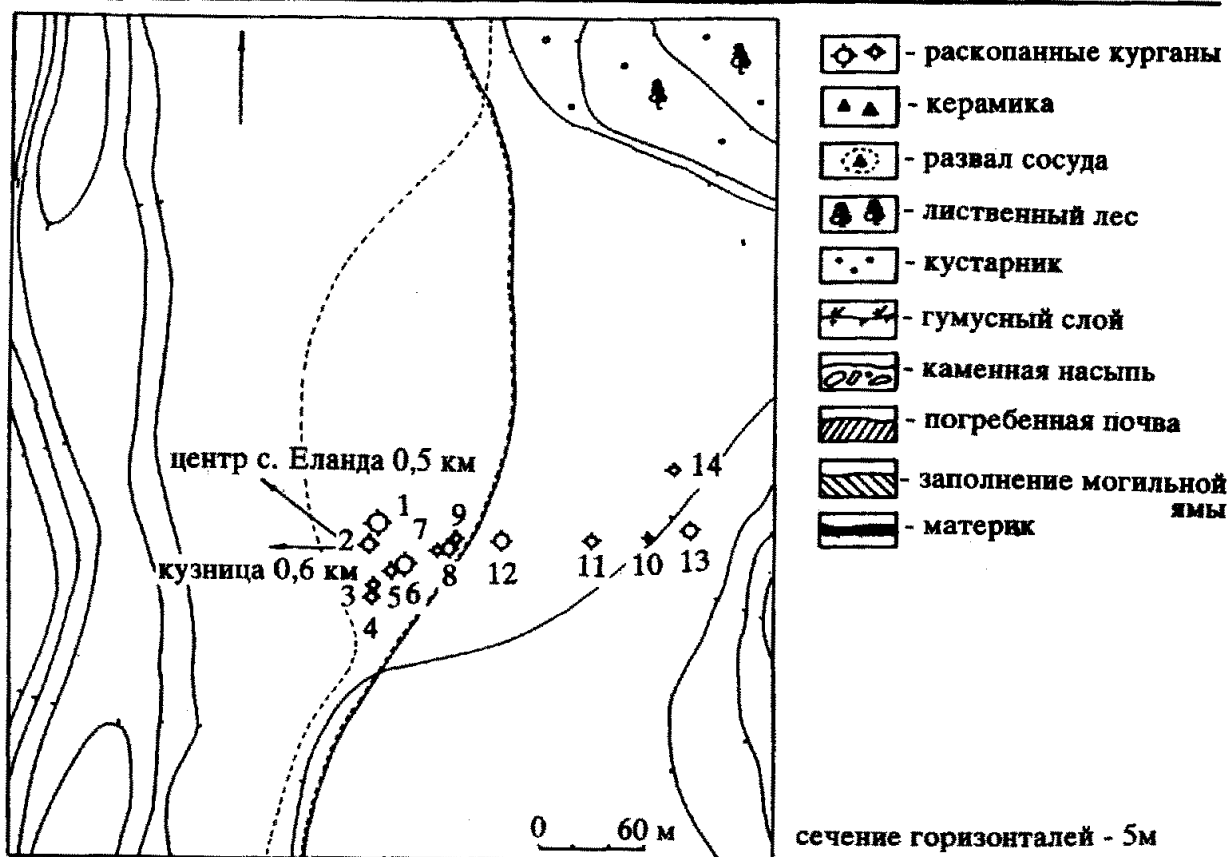 - раскопанные курганы
- керамика
- развал сосуда
- лиственный лес
- кустарник
- гумусный слой
- каменная насыпь
- погребенная почва
- заполнение могильной
ямы
- материк
центр с. Еланда 0,5 км
кузница 0,6 км
1
2
3
4
5
6
7
8
9
10
11
12
13
14
0 60 м
сечение горизонталей - 5м